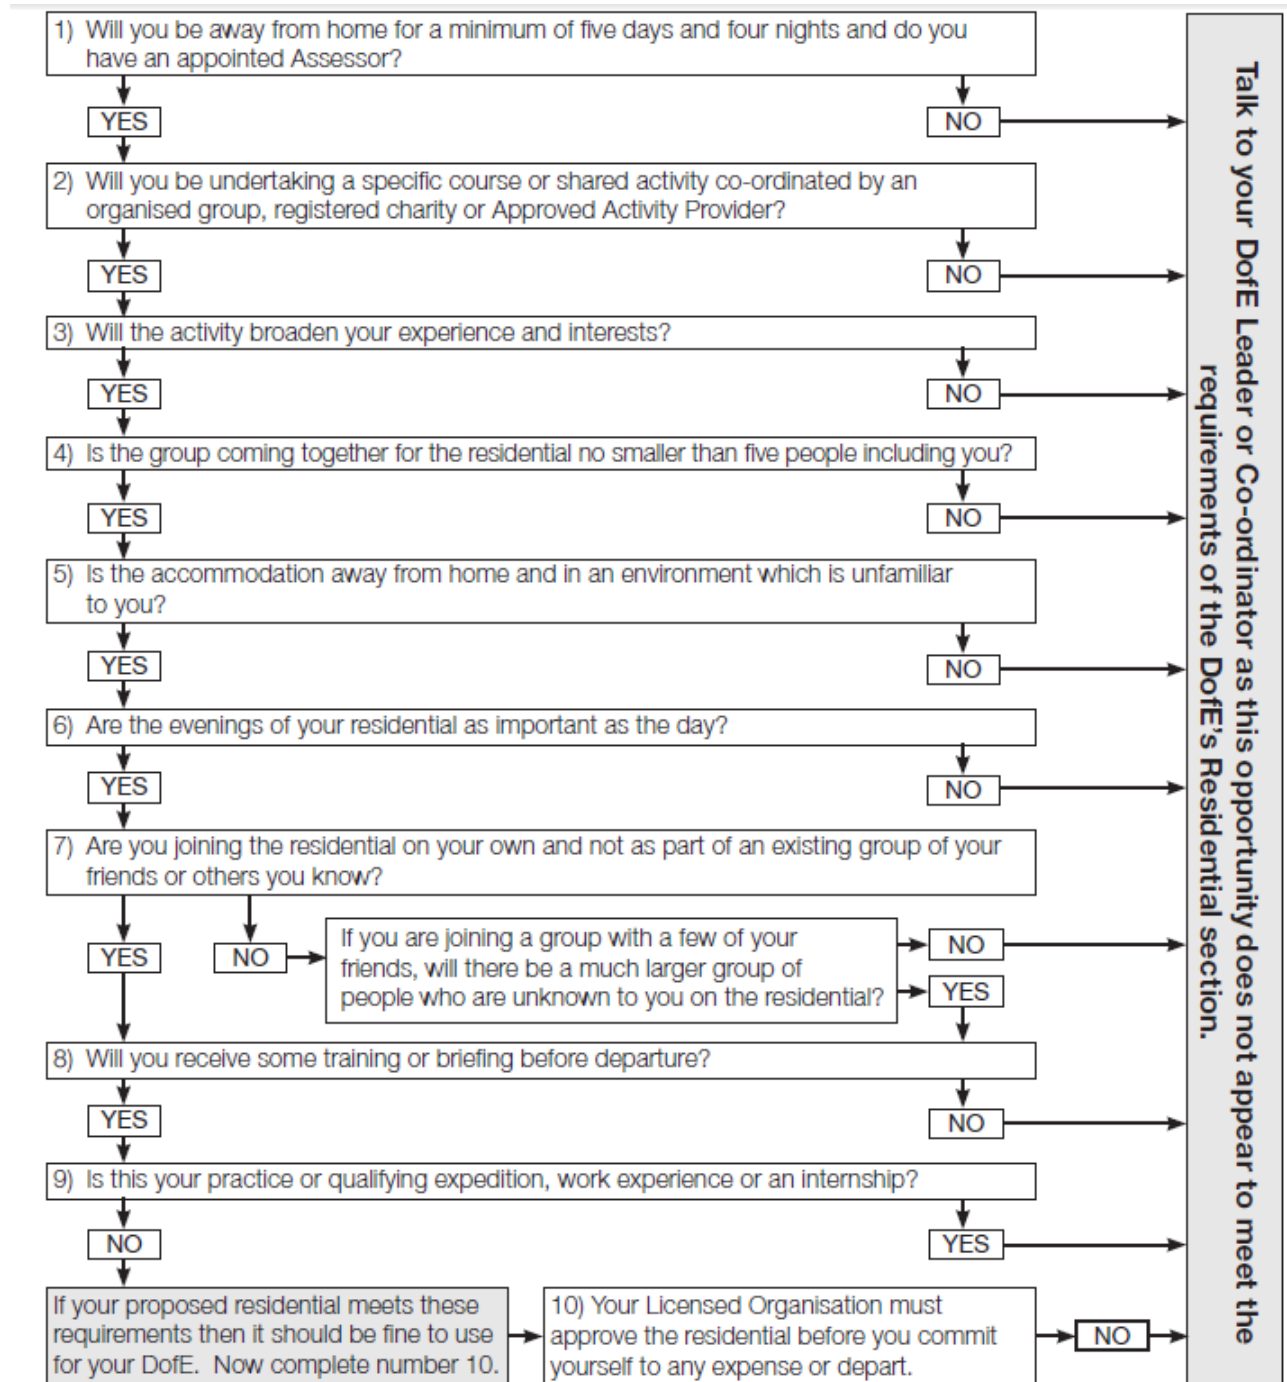 1) Will you be away from home for a minimum of five days and four nights and do you
have an appointed Assessor?
YES
NO
2) Will you be undertaking a specific course or shared activity co-ordinated by an
organised group, registered charity or Approved Activity Provider?
YES
NO
3) Will the activity broaden your experience and interests?
YES
NO
4) Is the group coming together for the residential no smaller than five people including you?
YES
NO
5) Is the accommodation away from home and in an environment which is unfamiliar
to you?
YES
NO
6) Are the evenings of your residential as important as the day?
YES
NO
7) Are you joining the residential on your own and not as part of an existing group of your
friends or others you know?
YES
NO
If you are joining a group with a few of your
friends, will there be a much larger group of
people who are unknown to you on the residential?
NO
YES
8) Will you receive some training or briefing before departure?
YES
NO
9) Is this your practice or qualifying expedition, work experience or an internship?
NO
YES
If your proposed residential meets these
requirements then it should be fine to use
for your DofE. Now complete number 10.
10) Your Licensed Organisation must
approve the residential before you commit
yourself to any expense or depart.
NO
Talk to your DofE Leader or Co-ordinator as this opportunity does not appear to meet the
requirements of the DofE's Residential section.